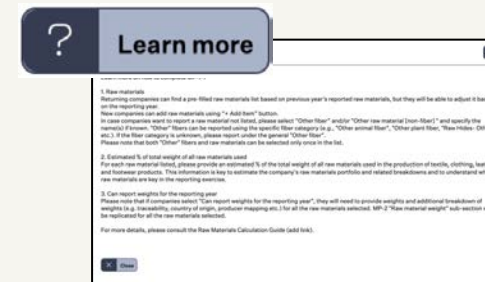 ?
Learn more
1. Raw materials
Returning companies can find a pre-filled raw materials list based on previous year's reported raw materials, but they will be able to adjust it
on the reporting year.
New companies can add raw materials using "+ Add Item" button.
In case companies want to report a raw material not listed, please select "Other fiber" and/or "Other raw material (non-fiber)" and specify the
name(s) if known. "Other" fibers can be reported using the specific fiber category (e.g., "Other animal fiber", "Other plant fiber", "Raw Hides-
etc.). If the fiber category is unknown, please report under the general "Other fiber".
Please note that both "Other" fibers and raw materials can be selected only once in the list.
2. Estimated % of total weight of all raw materials used
For each raw material listed, please provide an estimated % of the total weight of all raw materials used in the production of textile, clothing,
and footwear products. This information is key to estimate the company's raw materials portfolio and related breakdowns and to understand
raw materials are key in the reporting exercise.
3. Can report weights for the reporting year
Please note that if companies select "Can report weights for the reporting year", they will need to provide weights and additional breakdown of
weights (e.g. traceability, country of origin, producer mapping etc.) for all the raw materials selected. MP-2 "Raw material weight" sub-section
be replicated for all the raw materials selected.
For more details, please consult the Raw Materials Calculation Guide (add link).
X Close